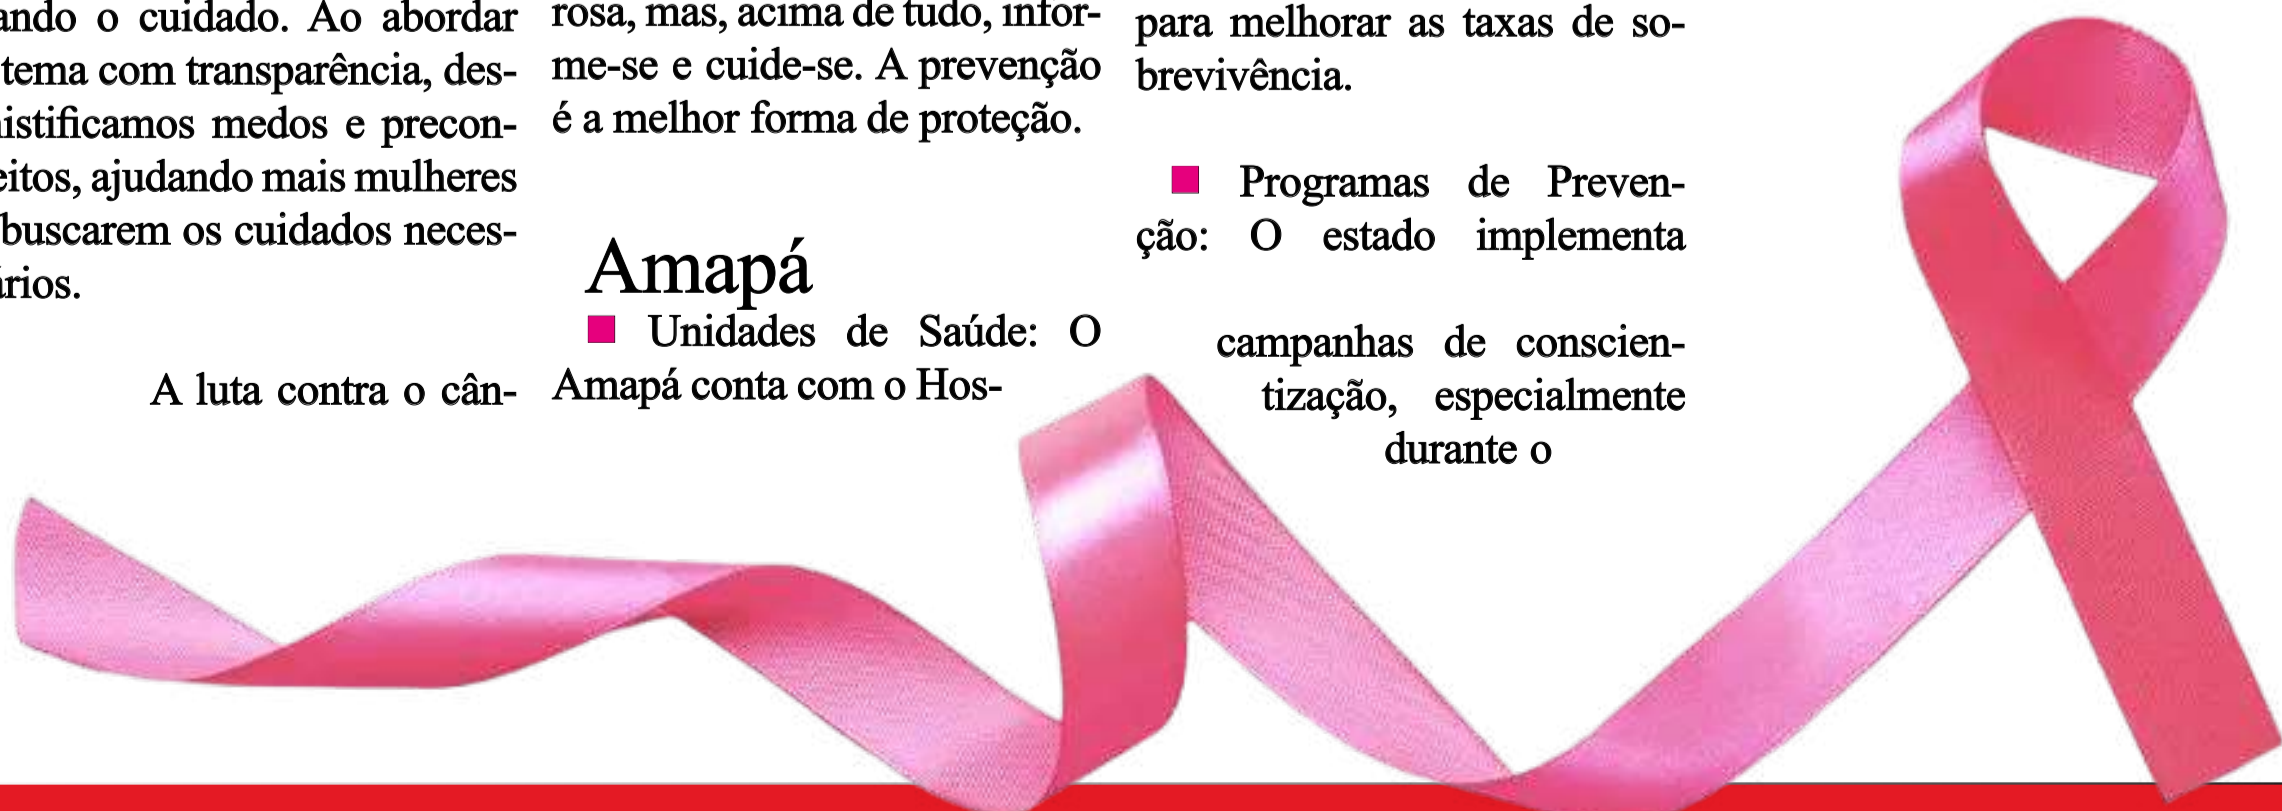 ando o cuidado. Ao abordar
tema com transparência, des-
istificamos medos e precon-
eitos, ajudando mais mulheres
buscarem os cuidados neces-
ários.
A luta contra o cân-
rosa, mas, acima de tudo, infor-
me-se e cuide-se. A prevenção
é a melhor forma de proteção.
Amapá
Unidades de Saúde: O
Amapá conta com o Hos-
para melhorar as taxas de so-
brevivência.
Programas de Preven-
ção: O estado implementa
campanhas de conscien-
tização, especialmente
durante o